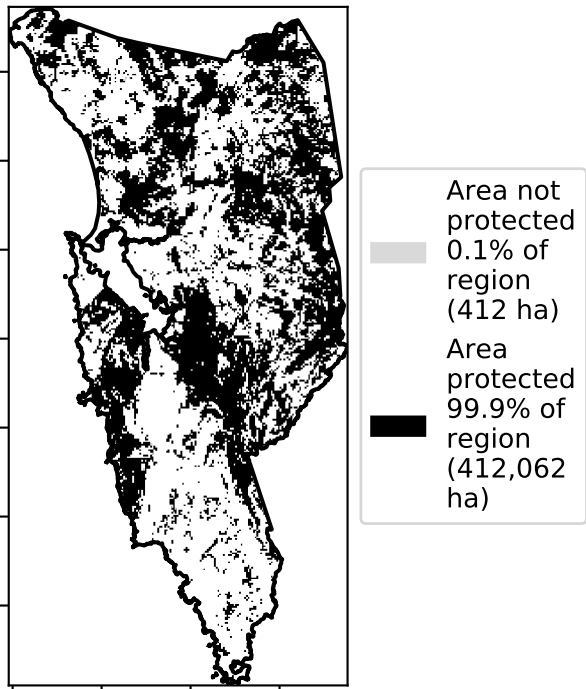 Area not
protected
0.1% of
region
(412 ha)
Area
protected
99.9% of
region
(412,062
ha)